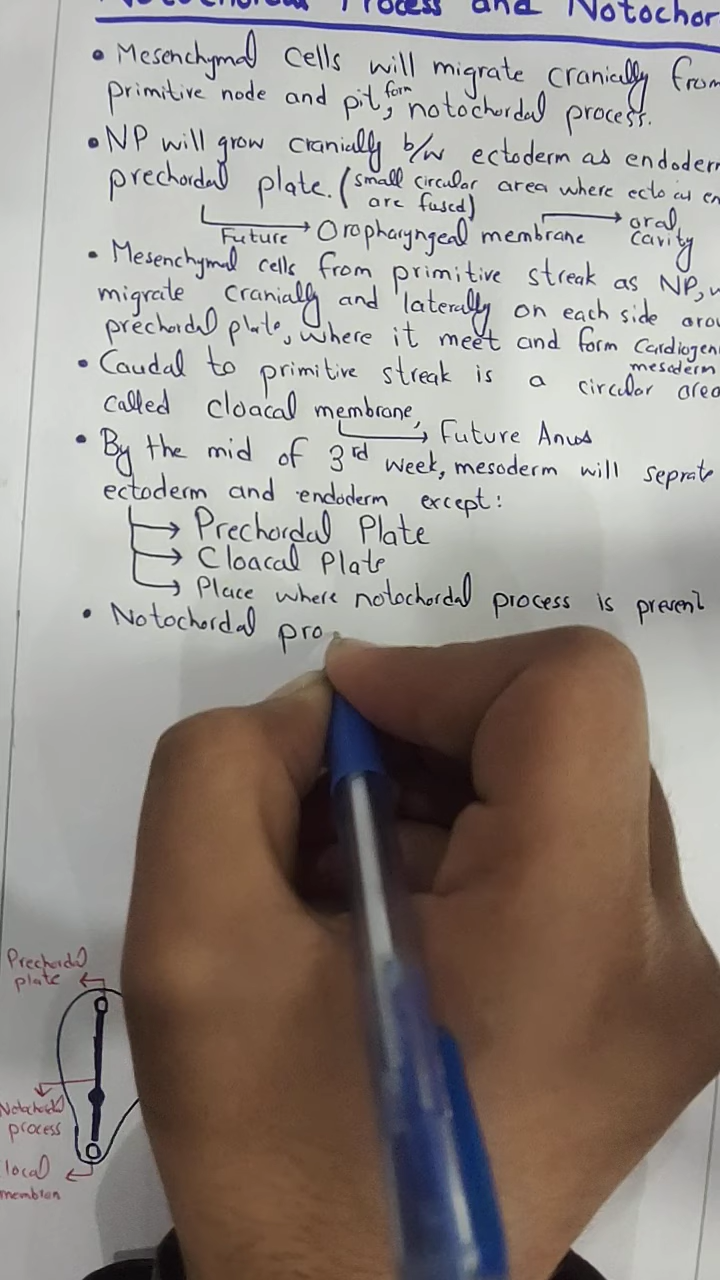 Notochordal Process and Notochor
• Mesenchymal cells will migrate cranially from
primitive node and pit, form notochordal process.
• NP will grow cranially b/w ectoderm as endoderm
prechordal plate. (small circular area where ecto as en
are fused)
Future → Oropharyngeal membrane → oral cavity
• Mesenchymal cells from primitive streak as NP, w
migrate cranially and laterally on each side arou
prechordal plate, where it meet and form Cardiogen
mesoderm
• Caudal to primitive streak is a circular area
called cloacal membrane,
→ Future Anus
• By the mid of 3rd week, mesoderm will seprate
ectoderm and endoderm except:
→ Prechordal Plate
→ Cloacal Plate
→ Place where notochordal process is present
• Notochordal pro
Prechordal
plate
Notochordal
process
local
membran